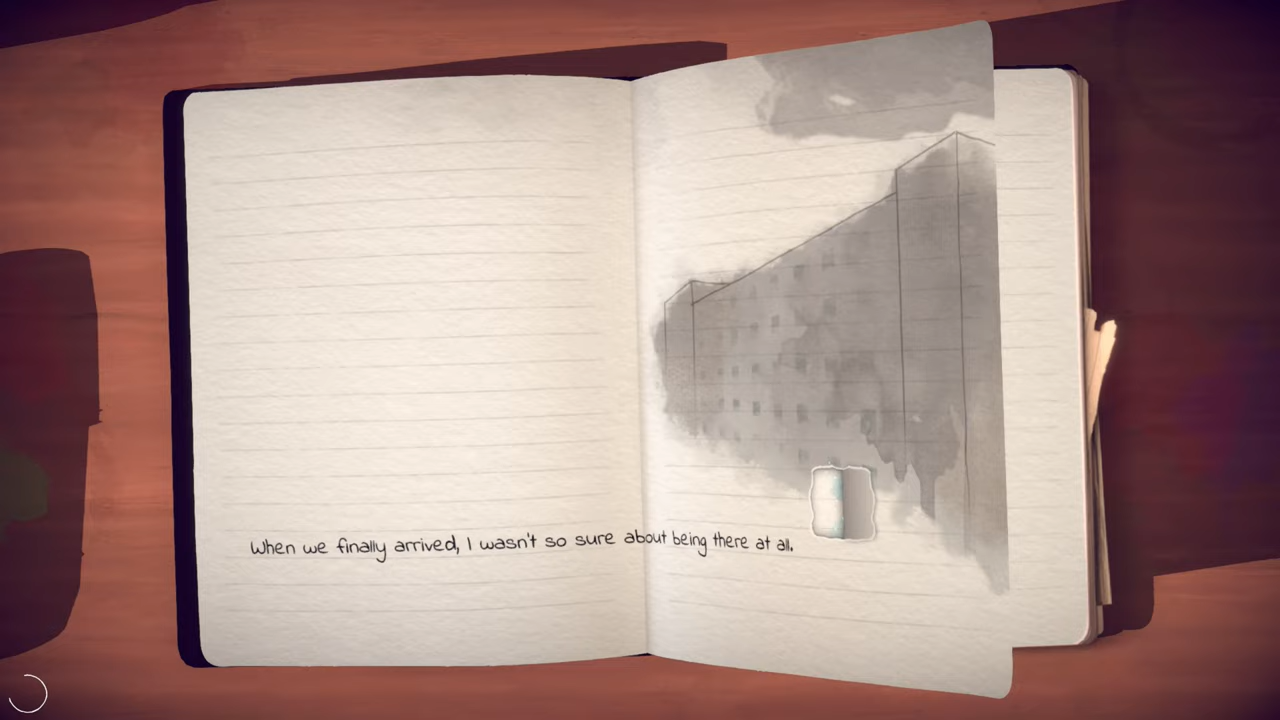 When we finally arrived, I wasn't so sure about being there at all.